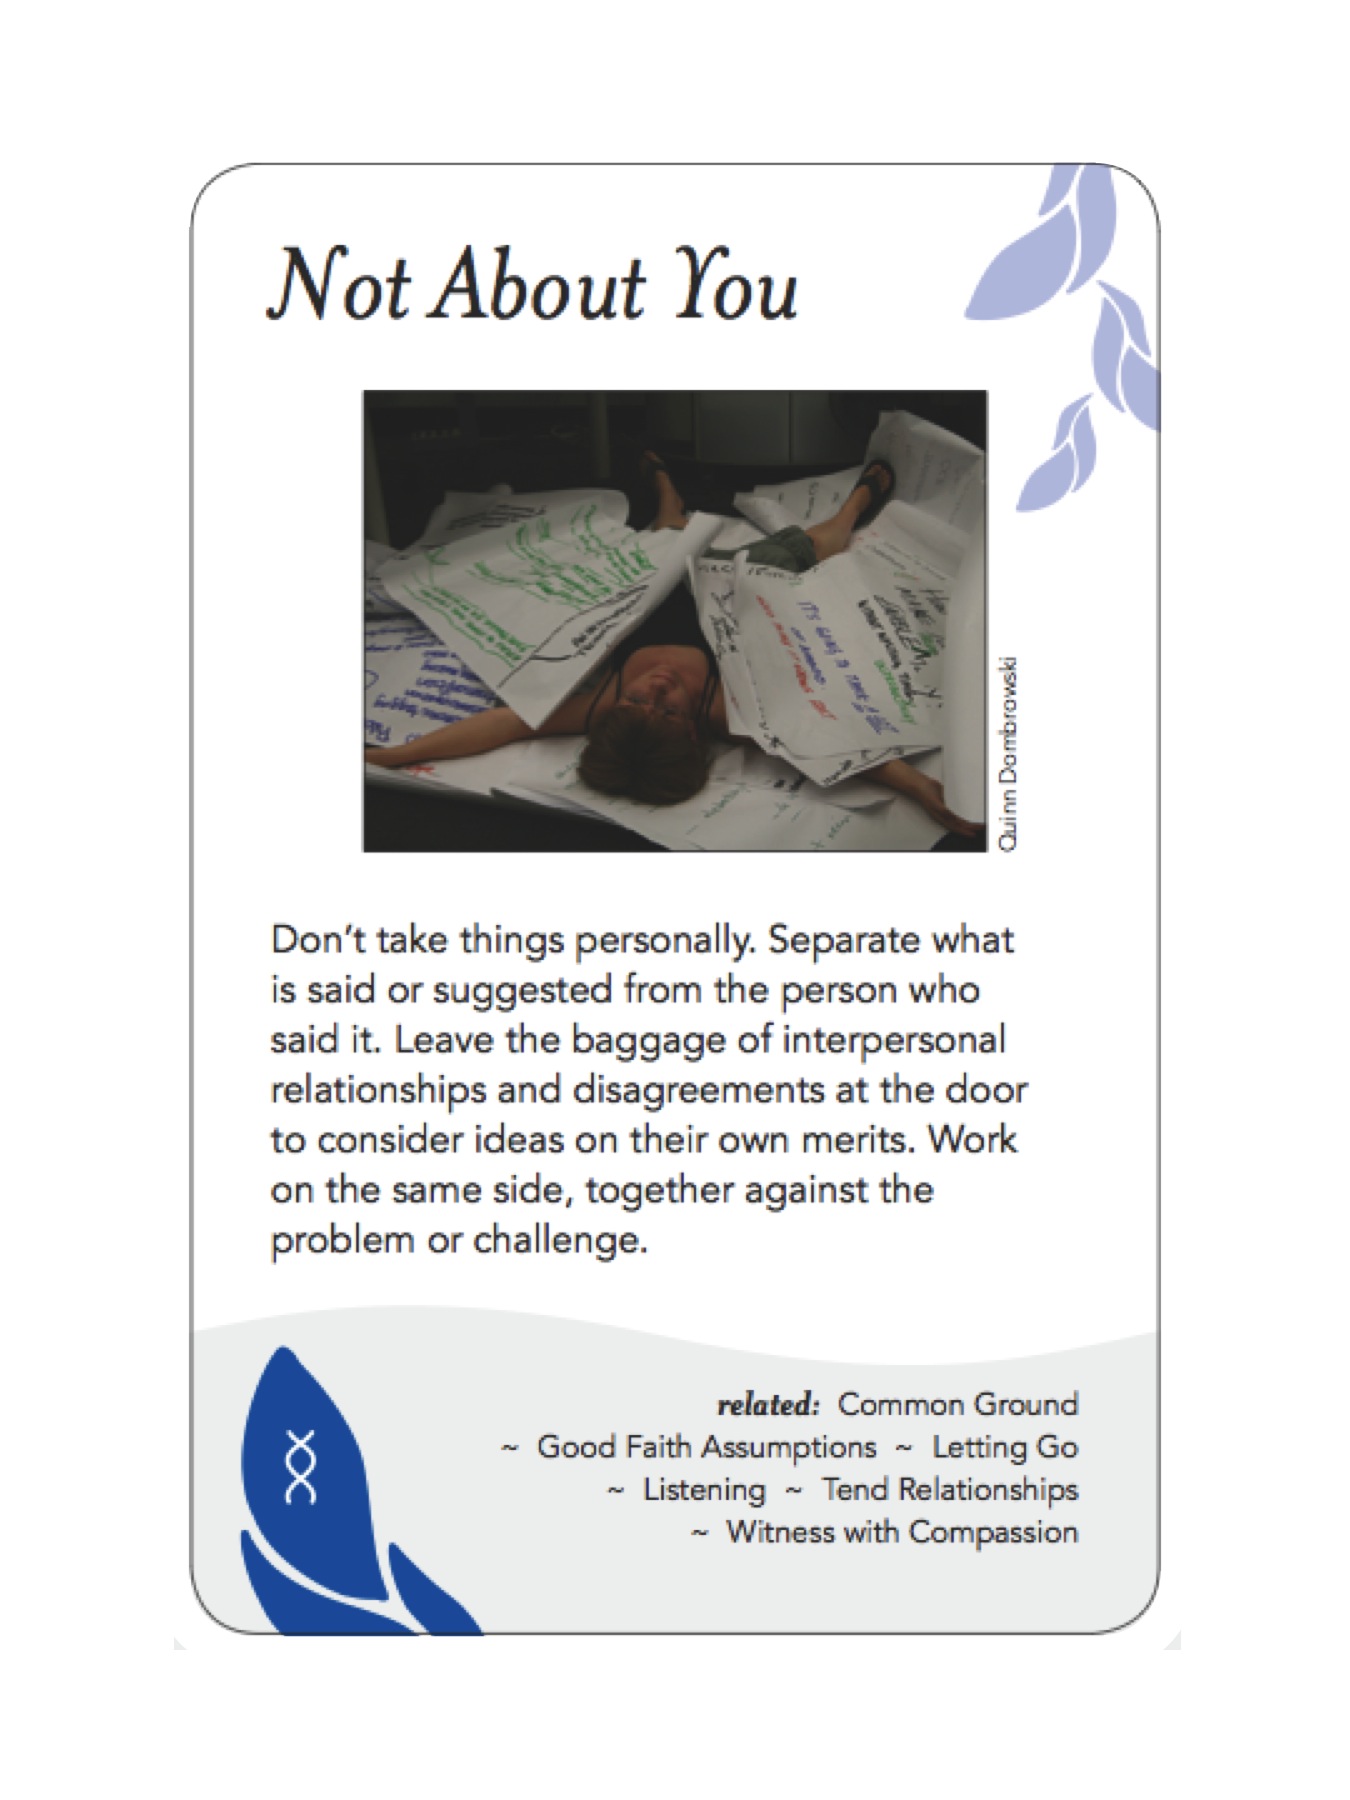 Not About You
Quinn Dombrowski
Don't take things personally. Separate what
is said or suggested from the person who
said it. Leave the baggage of interpersonal
relationships and disagreements at the door
to consider ideas on their own merits. Work
on the same side, together against the
problem or challenge.
related: Common Ground
~ Good Faith Assumptions ~ Letting Go
~ Listening ~ Tend Relationships
~ Witness with Compassion